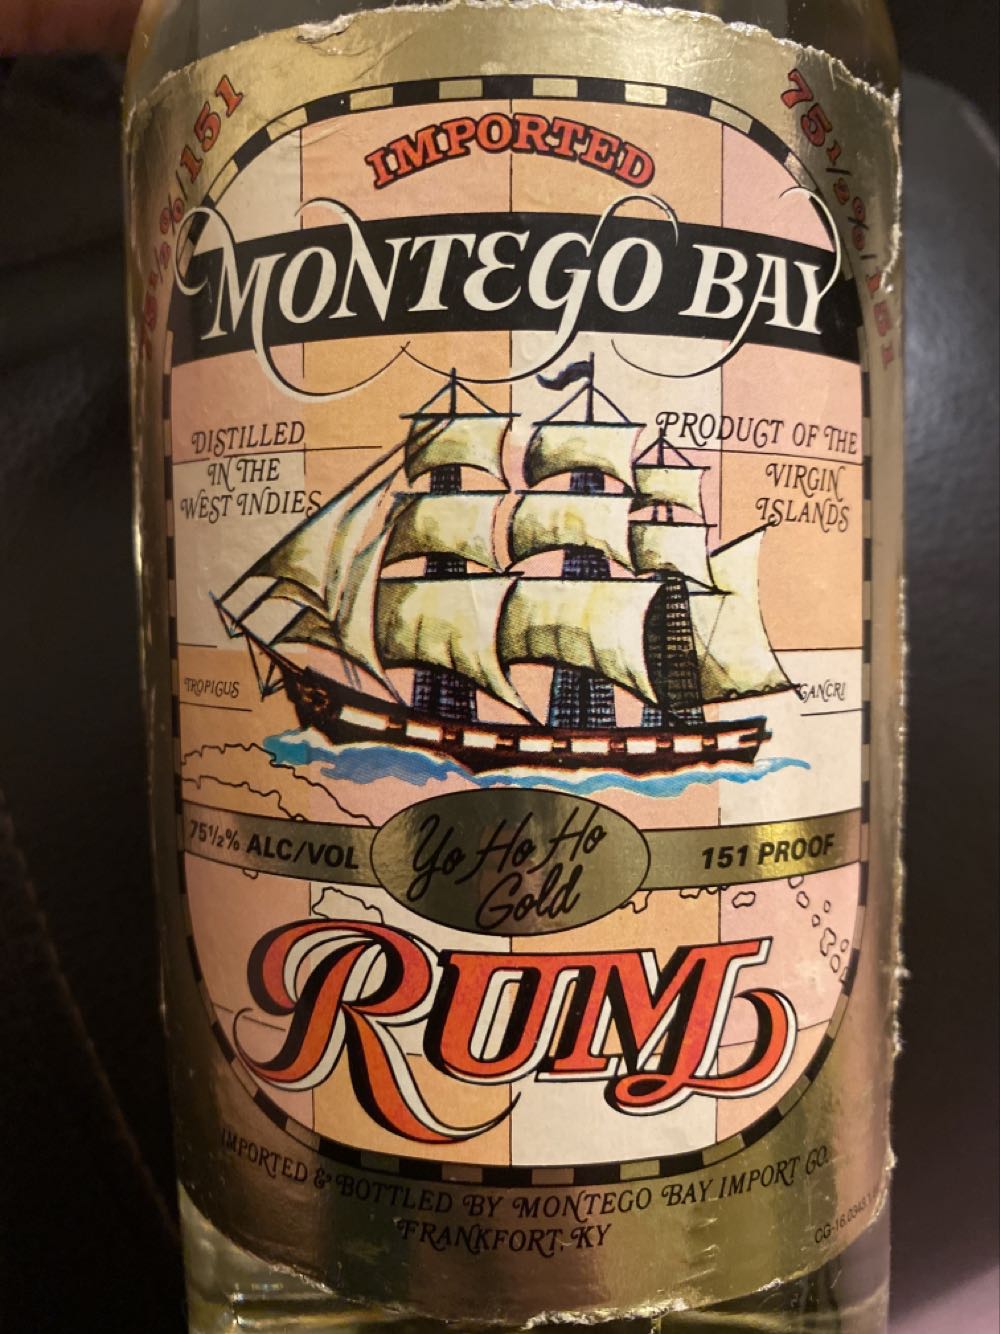 75½%/151
75½%/151
IMPORTED
MONTEGO BAY
DISTILLED
IN THE
WEST INDIES
PRODUCT OF THE
VIRGIN
ISLANDS
TROPICUS
CANCRI
75½% ALC/VOL
Yo Ho Ho
Gold
151 PROOF
RUM
IMPORTED & BOTTLED BY MONTEGO BAY IMPORT CO.
FRANKFORT, KY